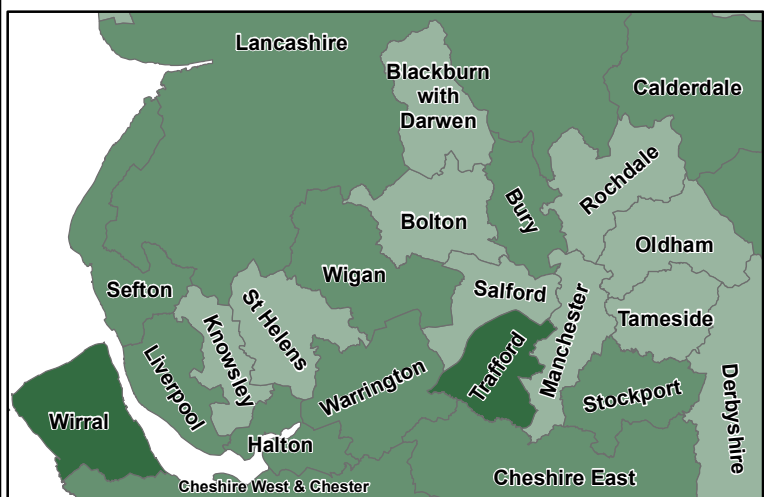 Lancashire
Blackburn
with
Darwen
Calderdale
Rochdale
Bury
Bolton
Oldham
Wigan
Sefton
Salford
St Helens
Knowsley
Manchester
Tameside
Trafford
Liverpool
Warrington
Stockport
Derbyshire
Wirral
Halton
Cheshire East
Cheshire West & Chester